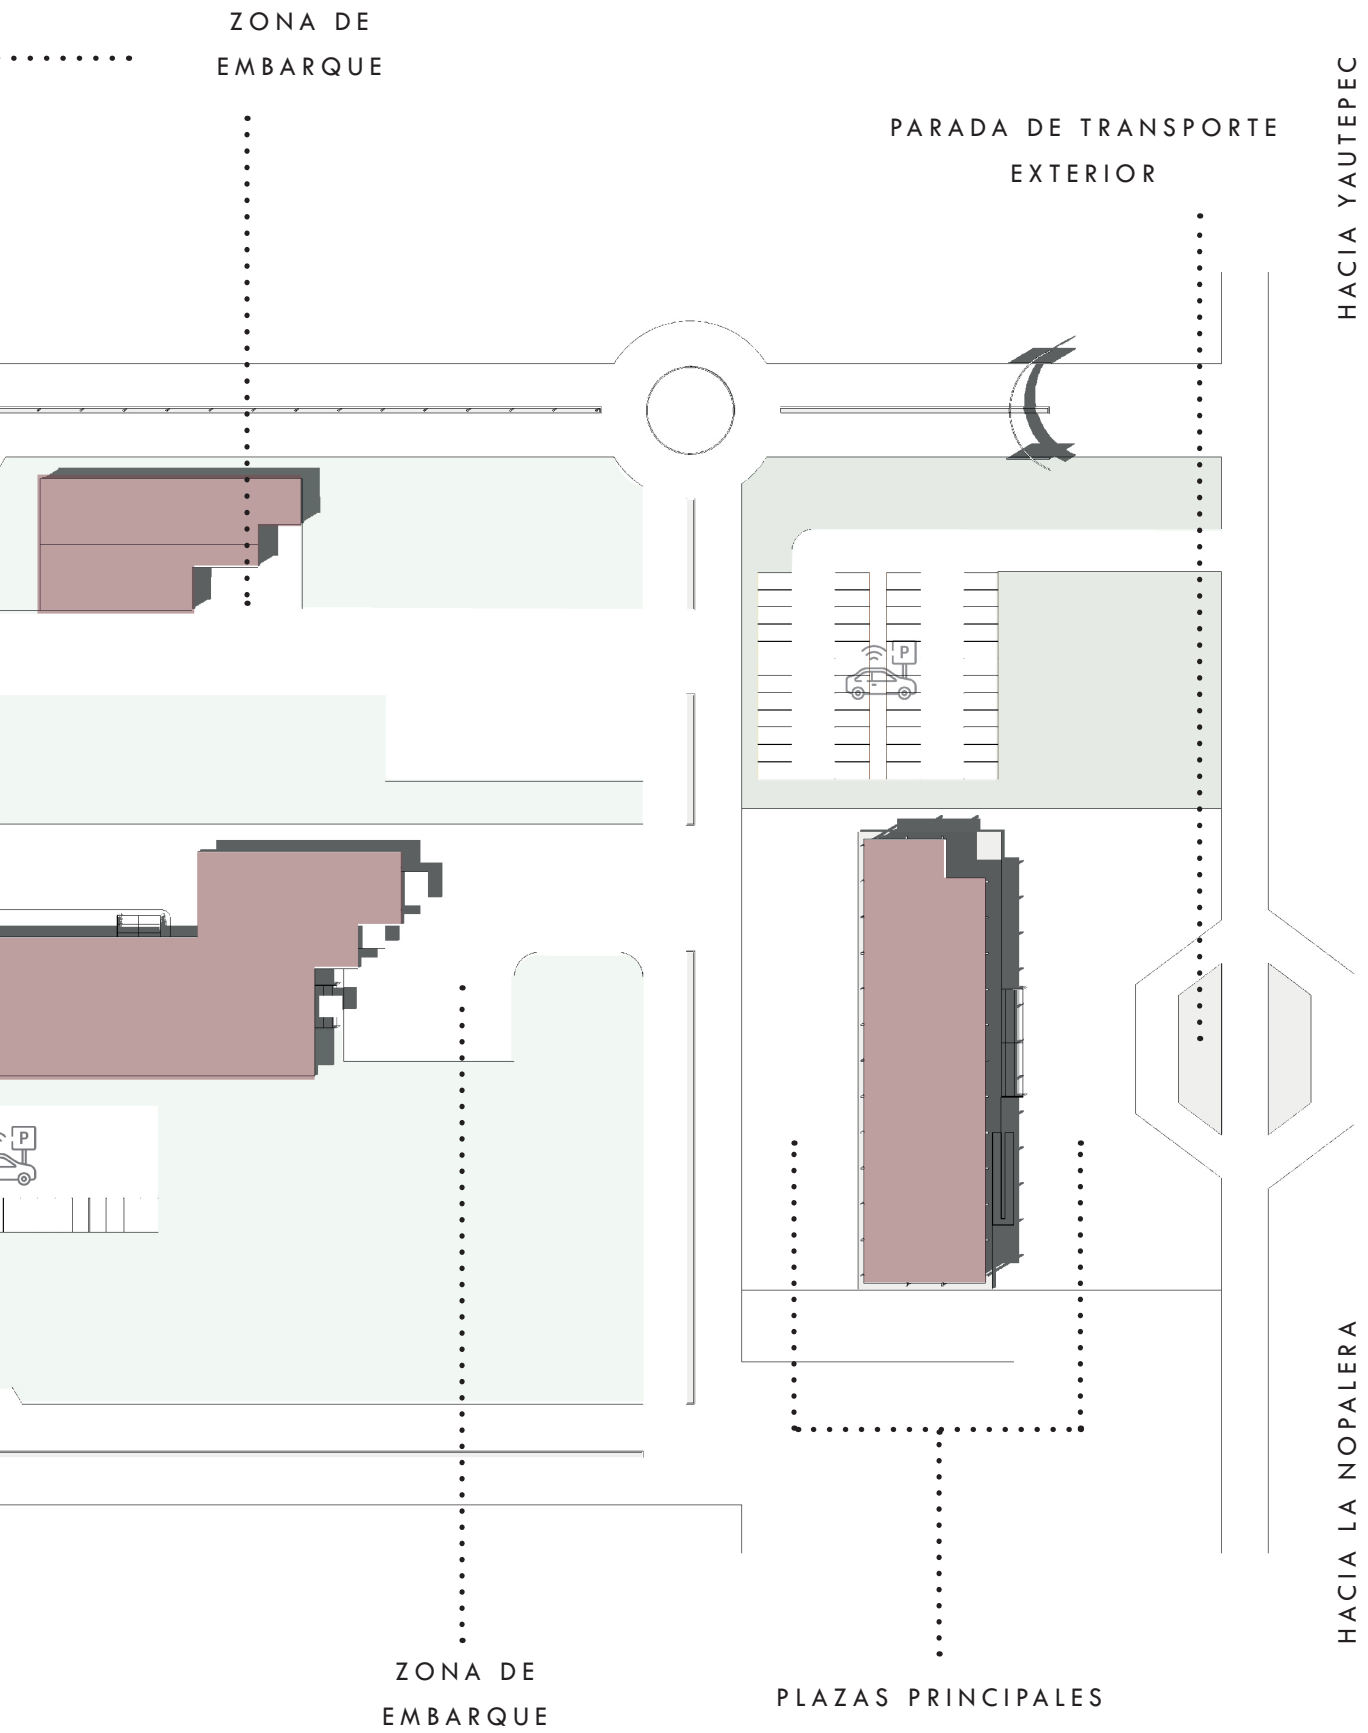 ZONA DE
EMBARQUE
PARADA DE TRANSPORTE
EXTERIOR
HACIA YAUTEPEC
P
P
HACIA LA NOPALERA
ZONA DE
EMBARQUE
PLAZAS PRINCIPALES